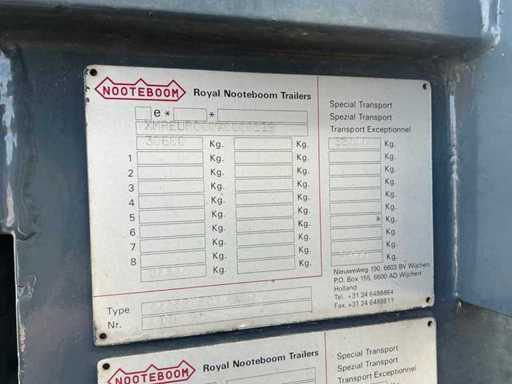 NOOTEBOOM Royal Nooteboom Trailers
Special Transport
Spezial Transport
Transport Exceptionnel
e* *
Kg. Kg. Kg.
1 Kg. Kg. Kg.
2 Kg. Kg. Kg.
3 Kg. Kg. Kg.
4 Kg. Kg. Kg.
5 Kg. Kg. Kg.
6 Kg. Kg. Kg.
7 Kg. Kg. Kg.
8 Kg. Kg. Kg.
Nieuweweg 190, 6603 BV Wijchen
P.O. Box 155, 6600 AD Wijchen
Holland
Tel. +31 24 6488864
Fax. +31 24 6488811
Type
Nr.
NOOTEBOOM Royal Nooteboom Trailers
Special Transport
Spezial Transport
Transport Exceptionnel